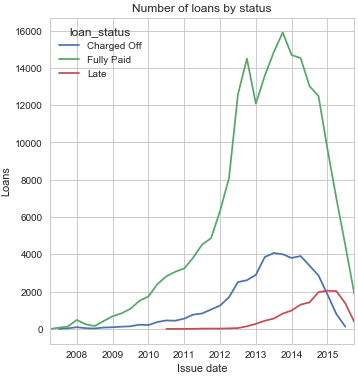 Number of loans by status
loan_status
Charged Off
Fully Paid
Late
16000
14000
12000
10000
8000
6000
4000
2000
0
Loans
2008 2009 2010 2011 2012 2013 2014 2015
Issue date